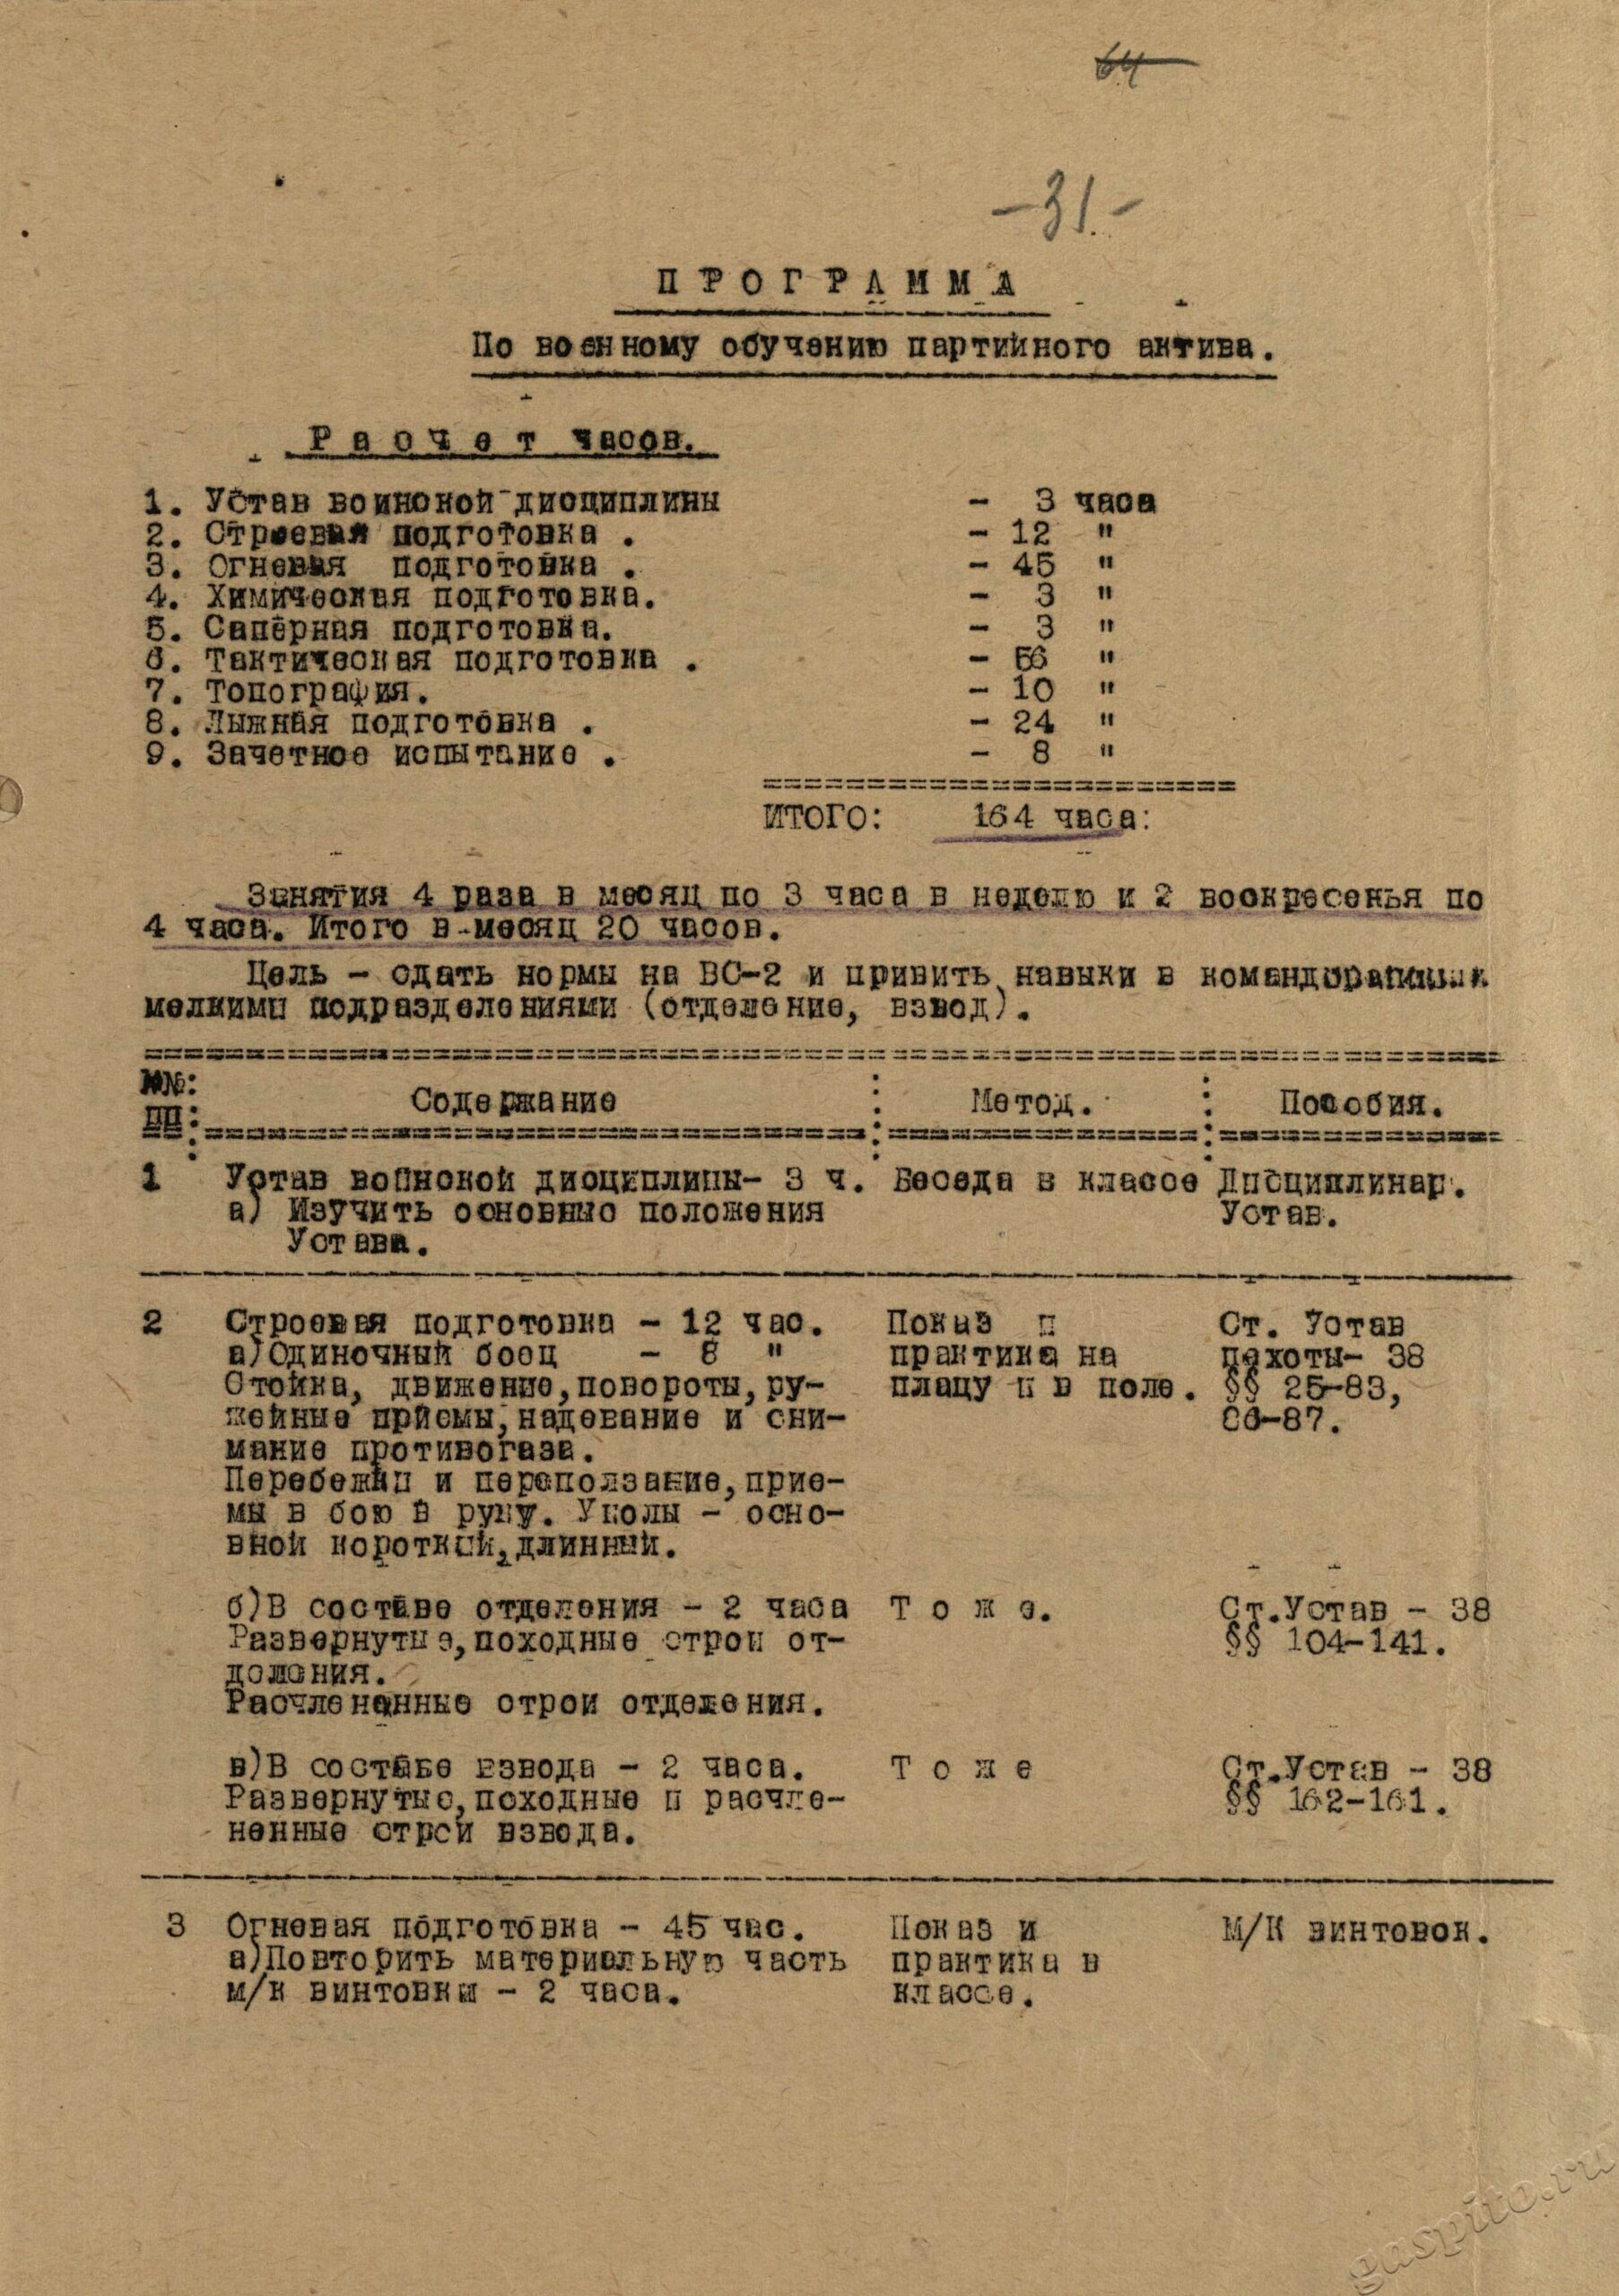 64
-31.-
ПРОГРАММА
По военному обучению партийного актива.
Расчет часов.
1. Устав воинской дисциплины - 3 часа
2. Строевая подготовка . - 12 "
3. Огневая подготовка . - 45 "
4. Химическая подготовка. - 3 "
5. Сапёрная подготовка. - 3 "
6. Тактическая подготовка . - 56 "
7. Топография. - 10 "
8. Лыжная подготовка . - 24 "
9. Зачетное испытание . - 8 "
ИТОГО: 164 часа:
Занятия 4 раза в месяц по 3 часа в неделю и 2 воскресенья по
4 часа. Итого в-месяц 20 часов.
Цель - сдать нормы на ВС-2 и привить навыки в командовании
мелкими подразделениями (отделение, взвод).
№№: Содержание : Метод. : Пособия.
ПП:
1 Устав воинской дисциплины- 3 ч. Беседа в классе Дисциплинар.
а) Изучить основные положения Устав.
Устава.
2 Строевая подготовка - 12 час. Показ и Ст. Устав
а)Одиночный боец - 8 " практика на пехоты- 38
Стойка, движение,повороты,ру- плацу и в поле. §§ 25-83,
жейные приемы,надевание и сни- 86-87.
мание противогаза.
Перебежки и переползание,прие-
мы в бою в руку. Уколы - осно-
вной короткий,длинный.
б)В составе отделения - 2 часа Т о ж е. Ст.Устав - 38
Развернутые,походные строи от- §§ 104-141.
деления.
Расчлененные строи отделения.
в)В составе взвода - 2 часа. Т о ж е Ст.Устав - 38
Развернутые,походные и расчле- §§ 152-161.
ненные строи взвода.
3 Огневая подготовка - 45 час. Показ и М/К винтовок.
а)Повторить материальную часть практика в
м/к винтовки - 2 часа. классе.
gaspito.ru